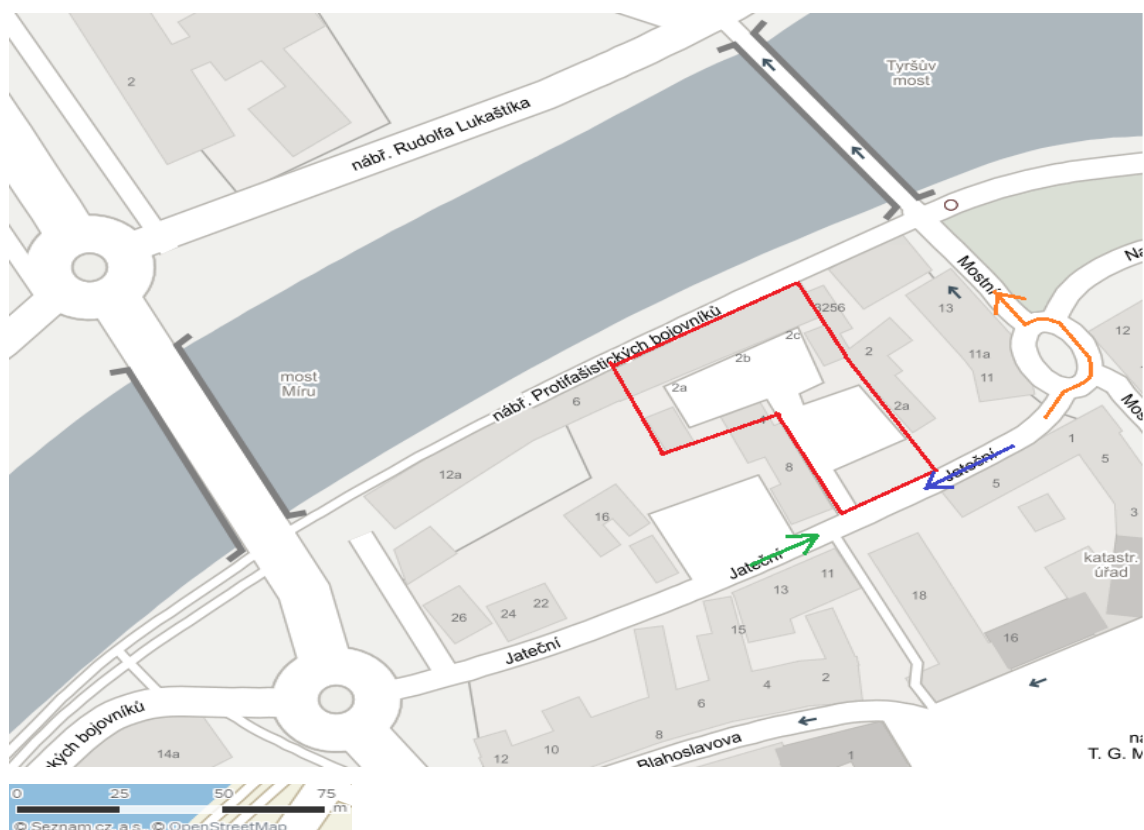 Tyršův
most
2
nábř. Rudolfa Lukaštíka
Mostní
Na
most
Míru
3256
13
12
nábř. Protifašistických bojovníků
2c
2b
2
11a
2a
11
6
2a
Mos
12a
8
1
Jateční
5
5
16
3
Jateční
katastr.
úřad
11
13
18
26
24
22
15
16
Jateční
2
4
6
kých bojovníků
8
Blahoslavova
10
14a
12
1
ná
T. G. M
0 25 50 75
m
© Seznam.cz, a.s., © OpenStreetMap